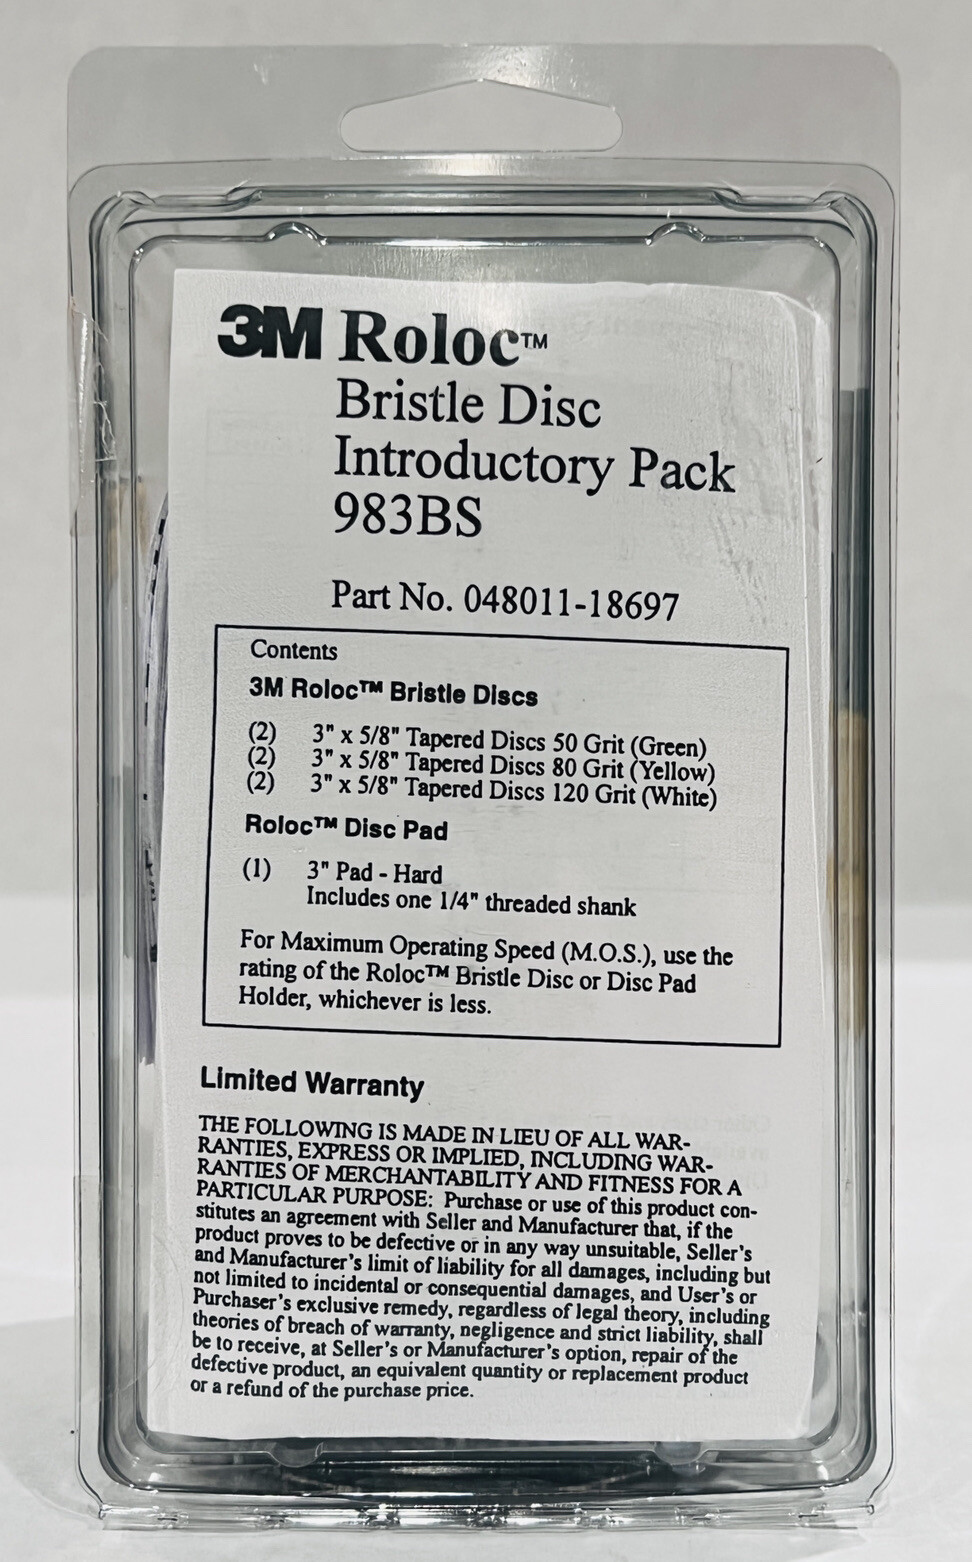 3M Roloc™
Bristle Disc
Introductory Pack
983BS
Part No. 048011-18697
Contents
3M Roloc™ Bristle Discs
(2) 3" x 5/8" Tapered Discs 50 Grit (Green)
(2) 3" x 5/8" Tapered Discs 80 Grit (Yellow)
(2) 3" x 5/8" Tapered Discs 120 Grit (White)
Roloc™ Disc Pad
(1) 3" Pad - Hard
Includes one 1/4" threaded shank
For Maximum Operating Speed (M.O.S.), use the
rating of the Roloc™ Bristle Disc or Disc Pad
Holder, whichever is less.
Limited Warranty
THE FOLLOWING IS MADE IN LIEU OF ALL WAR-
RANTIES, EXPRESS OR IMPLIED, INCLUDING WAR-
RANTIES OF MERCHANTABILITY AND FITNESS FOR A
PARTICULAR PURPOSE: Purchase or use of this product con-
stitutes an agreement with Seller and Manufacturer that, if the
product proves to be defective or in any way unsuitable, Seller's
and Manufacturer's limit of liability for all damages, including but
not limited to incidental or consequential damages, and User's or
Purchaser's exclusive remedy, regardless of legal theory, including
theories of breach of warranty, negligence and strict liability, shall
be to receive, at Seller's or Manufacturer's option, repair of the
defective product, an equivalent quantity or replacement product
or a refund of the purchase price.